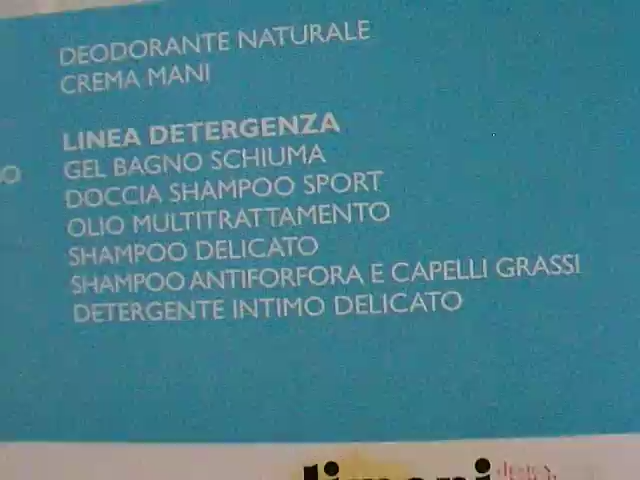 DEODORANTE NATURALE
CREMA MANI
LINEA DETERGENZA
GEL BAGNO SCHIUMA
DOCCIA SHAMPOO SPORT
OLIO MULTITRATTAMENTO
SHAMPOO DELICATO
SHAMPOO ANTIFORFORA E CAPELLI GRASSI
DETERGENTE INTIMO DELICATO